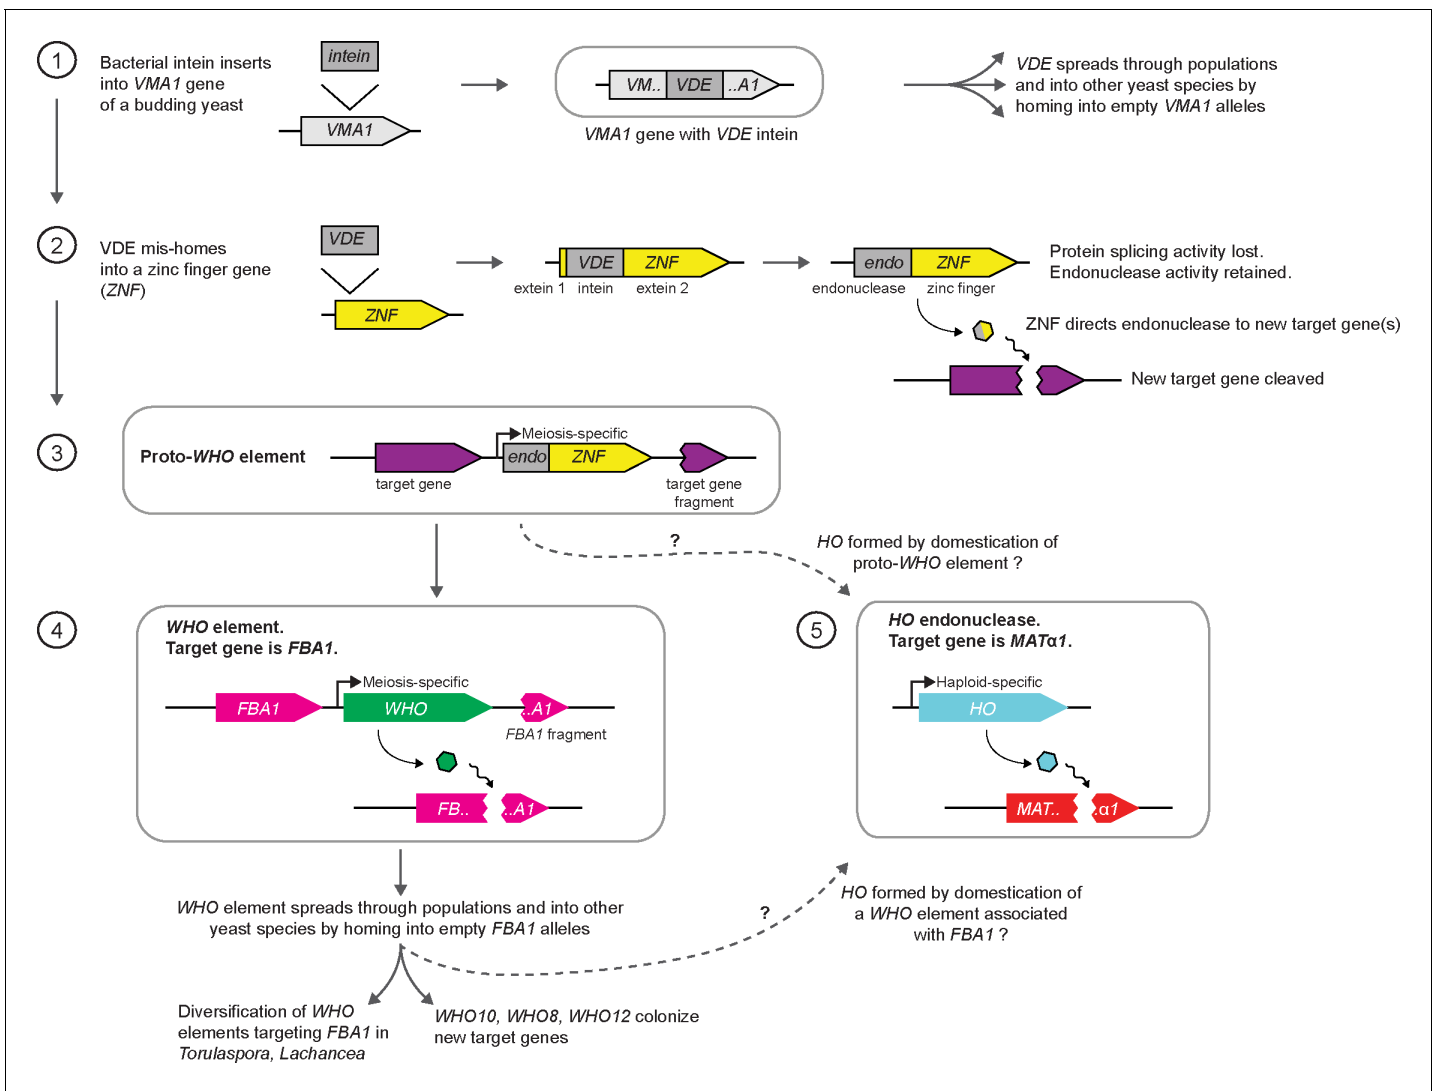 1
Bacterial intein inserts
into VMA1 gene
of a budding yeast
intein
VMA1
VM.. VDE ..A1
VMA1 gene with VDE intein
VDE spreads through populations
and into other yeast species by
homing into empty VMA1 alleles
2
VDE mis-homes
into a zinc finger gene
(ZNF)
VDE
ZNF
VDE ZNF
extein 1 intein extein 2
endo ZNF
endonuclease zinc finger
Protein splicing activity lost.
Endonuclease activity retained.
ZNF directs endonuclease to new target gene(s)
New target gene cleaved
3
Proto-WHO element
Meiosis-specific
endo ZNF
target gene
target gene
fragment
?
HO formed by domestication of
proto-WHO element ?
4
WHO element.
Target gene is FBA1.
Meiosis-specific
FBA1 WHO ..A1
FBA1 fragment
FB.. ..A1
5
HO endonuclease.
Target gene is MATα1.
Haploid-specific
HO
MAT.. .α1
WHO element spreads through populations and into other
yeast species by homing into empty FBA1 alleles
?
HO formed by domestication of
a WHO element associated
with FBA1 ?
Diversification of WHO
elements targeting FBA1 in
Torulaspora, Lachancea
WHO10, WHO8, WHO12 colonize
new target genes